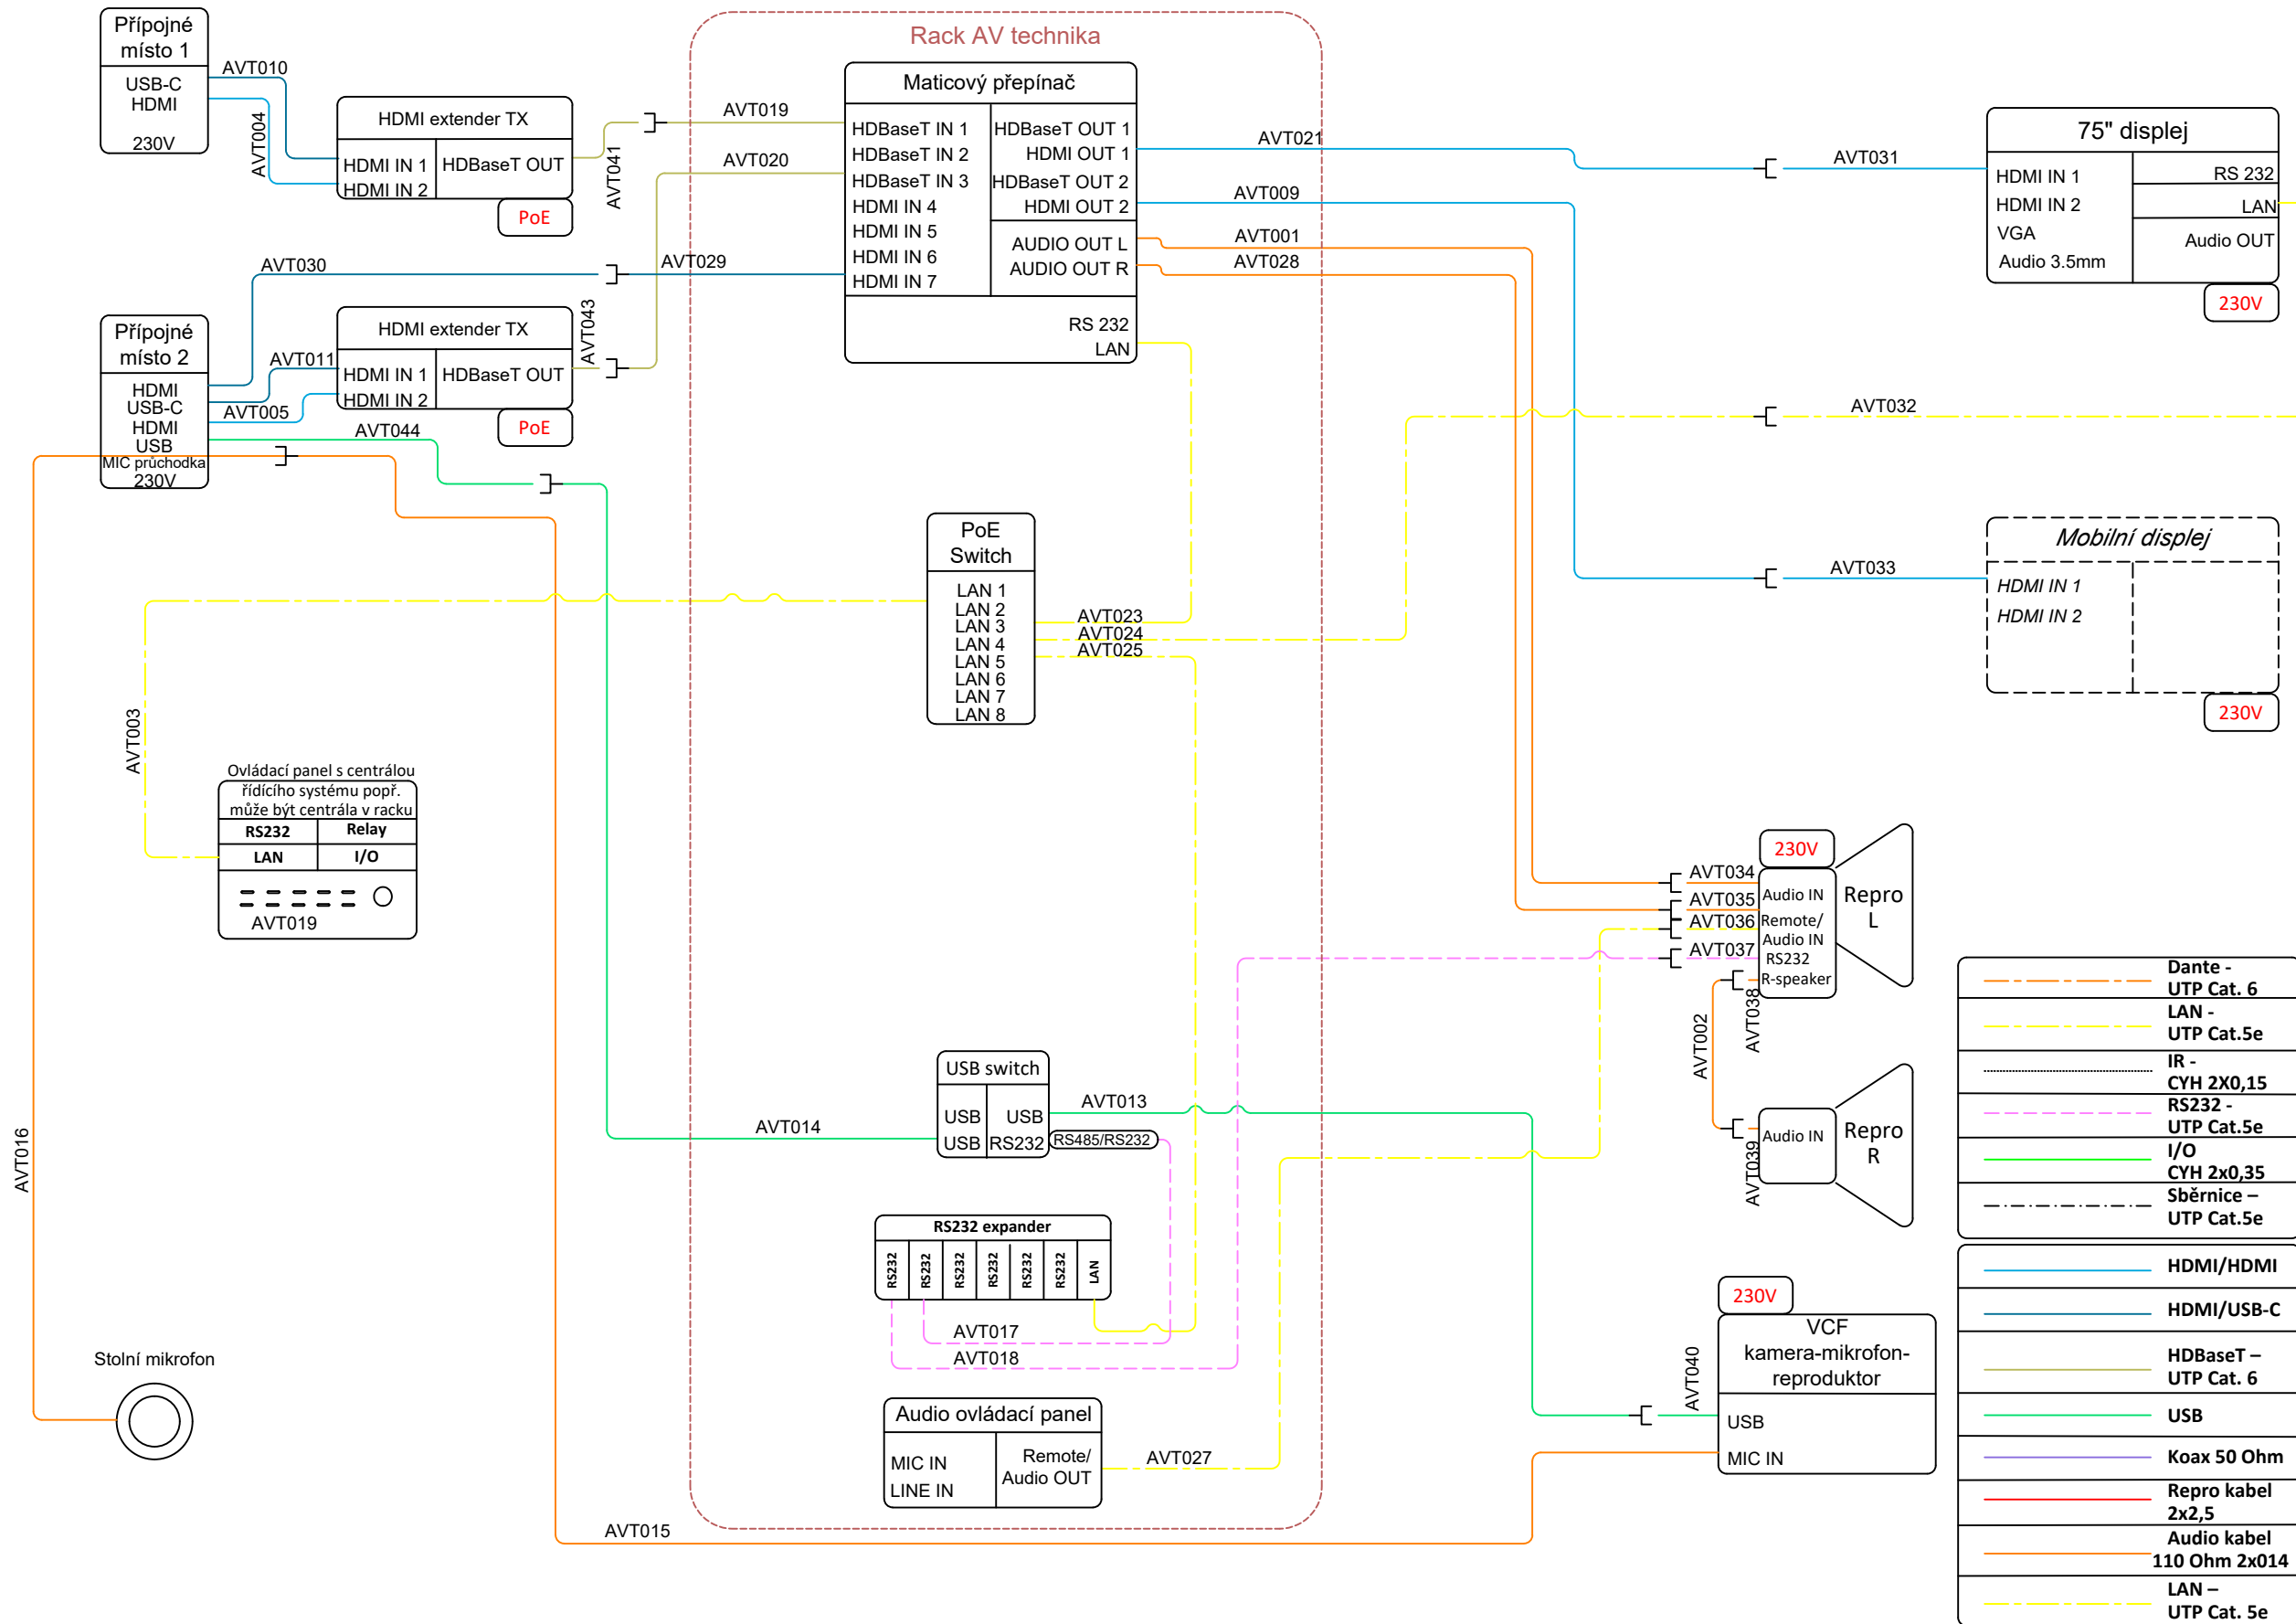 Přípojné
místo 1
USB-C
HDMI
230V
AVT010
AVT004
HDMI extender TX
HDMI IN 1
HDMI IN 2
HDBaseT OUT
PoE
AVT041
Rack AV technika
AVT019
AVT020
Maticový přepínač
HDBaseT IN 1
HDBaseT IN 2
HDBaseT IN 3
HDMI IN 4
HDMI IN 5
HDMI IN 6
HDMI IN 7
HDBaseT OUT 1
HDMI OUT 1
HDBaseT OUT 2
HDMI OUT 2
AUDIO OUT L
AUDIO OUT R
RS 232
LAN
AVT021
AVT009
AVT001
AVT028
AVT031
75" displej
HDMI IN 1
HDMI IN 2
VGA
Audio 3.5mm
RS 232
LAN
Audio OUT
230V
AVT030
AVT029
Přípojné
místo 2
HDMI
USB-C
HDMI
USB
MIC průchodka
230V
AVT011
AVT005
AVT044
HDMI extender TX
HDMI IN 1
HDMI IN 2
HDBaseT OUT
PoE
AVT043
AVT032
PoE
Switch
LAN 1
LAN 2
LAN 3
LAN 4
LAN 5
LAN 6
LAN 7
LAN 8
AVT023
AVT024
AVT025
AVT033
Mobilní displej
HDMI IN 1
HDMI IN 2
230V
AVT003
Ovládací panel s centrálou
řídícího systému popř.
může být centrála v racku
RS232
Relay
LAN
I/O
AVT019
230V
AVT034
AVT035
AVT036
AVT037
Audio IN
Remote/
Audio IN
RS232
R-speaker
Repro
L
AVT038
AVT002
AVT039
Audio IN
Repro
R
AVT016
USB switch
USB
USB
USB
RS232
RS485/RS232
AVT013
AVT014
RS232 expander
RS232
RS232
RS232
RS232
RS232
RS232
LAN
AVT017
AVT018
Stolní mikrofon
Audio ovládací panel
MIC IN
LINE IN
Remote/
Audio OUT
AVT027
AVT015
230V
VCF
kamera-mikrofon-
reproduktor
USB
MIC IN
AVT040
Dante -
UTP Cat. 6
LAN -
UTP Cat.5e
IR -
CYH 2X0,15
RS232 -
UTP Cat.5e
I/O
CYH 2x0,35
Sběrnice –
UTP Cat.5e
HDMI/HDMI
HDMI/USB-C
HDBaseT –
UTP Cat. 6
USB
Koax 50 Ohm
Repro kabel
2x2,5
Audio kabel
110 Ohm 2x014
LAN –
UTP Cat. 5e